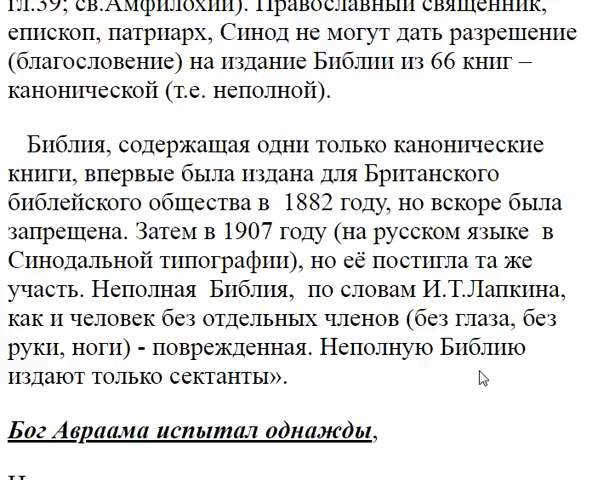 гл.39; св.Амфилохий). Православный священник,
епископ, патриарх, Синод не могут дать разрешение
(благословение) на издание Библии из 66 книг –
канонической (т.е. неполной).
Библия, содержащая одни только канонические
книги, впервые была издана для Британского
библейского общества в 1882 году, но вскоре была
запрещена. Затем в 1907 году (на русском языке в
Синодальной типографии), но её постигла та же
участь. Неполная Библия, по словам И.Т.Лапкина,
как и человек без отдельных членов (без глаза, без
руки, ноги) - поврежденная. Неполную Библию
издают только сектанты».
Бог Авраама испытал однажды,